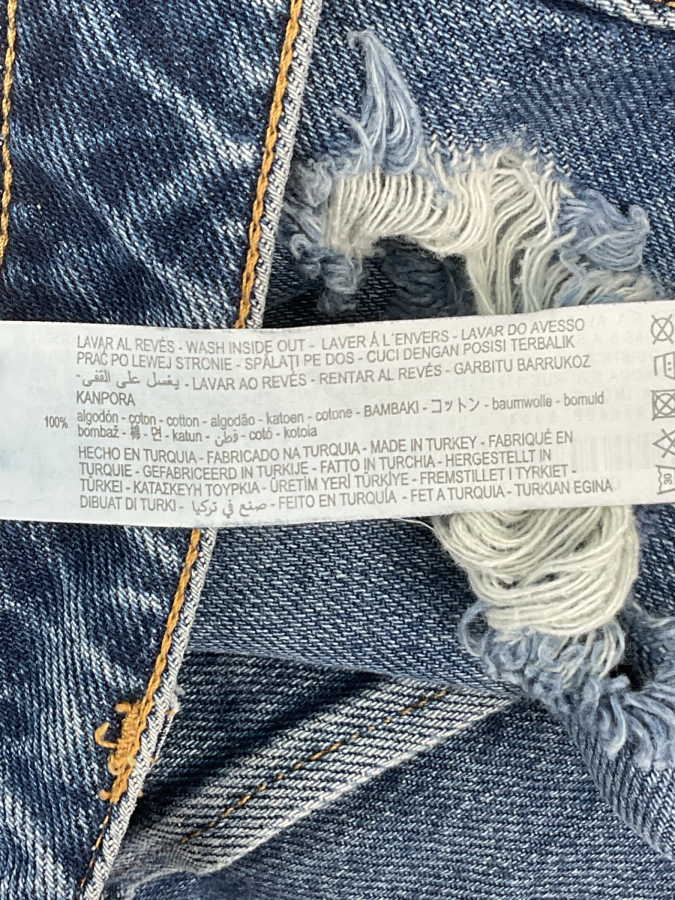 LAVAR AL REVÉS - WASH INSIDE OUT - LAVER À L'ENVERS - LAVAR DO AVESSO
PRAĆ PO LEWEJ STRONIE - SPĂLAȚI PE DOS - CUCI DENGAN POSISI TERBALIK
يغسل على القفى - LAVAR AO REVÉS - RENTAR AL REVÉS - GARBITU BARRUKOZ -
KANPORA
100% algodón - coton - cotton - algodão - katoen - cotone - ΒΑΜΒΑΚΙ - コットン - baumwolle - bomuld
bombaž - 棉 - 면 - katun - قطن - cotó - kotoia
HECHO EN TURQUIA - FABRICADO NA TURQUIA - MADE IN TURKEY - FABRIQUÉ EN
TURQUIE - GEFABRICEERD IN TURKIJE - FATTO IN TURCHIA - HERGESTELLT IN
TÜRKEI - ΚΑΤΑΣΚΕΥΗ ΤΟΥΡΚΙΑ - ÜRETİM YERİ TÜRKİYE - FREMSTILLET I TYRKIET -
DIBUAT DI TURKI - صنع في تركيا - FEITO EN TURQUÍA - FET A TURQUIA - TURKIAN EGINA
30